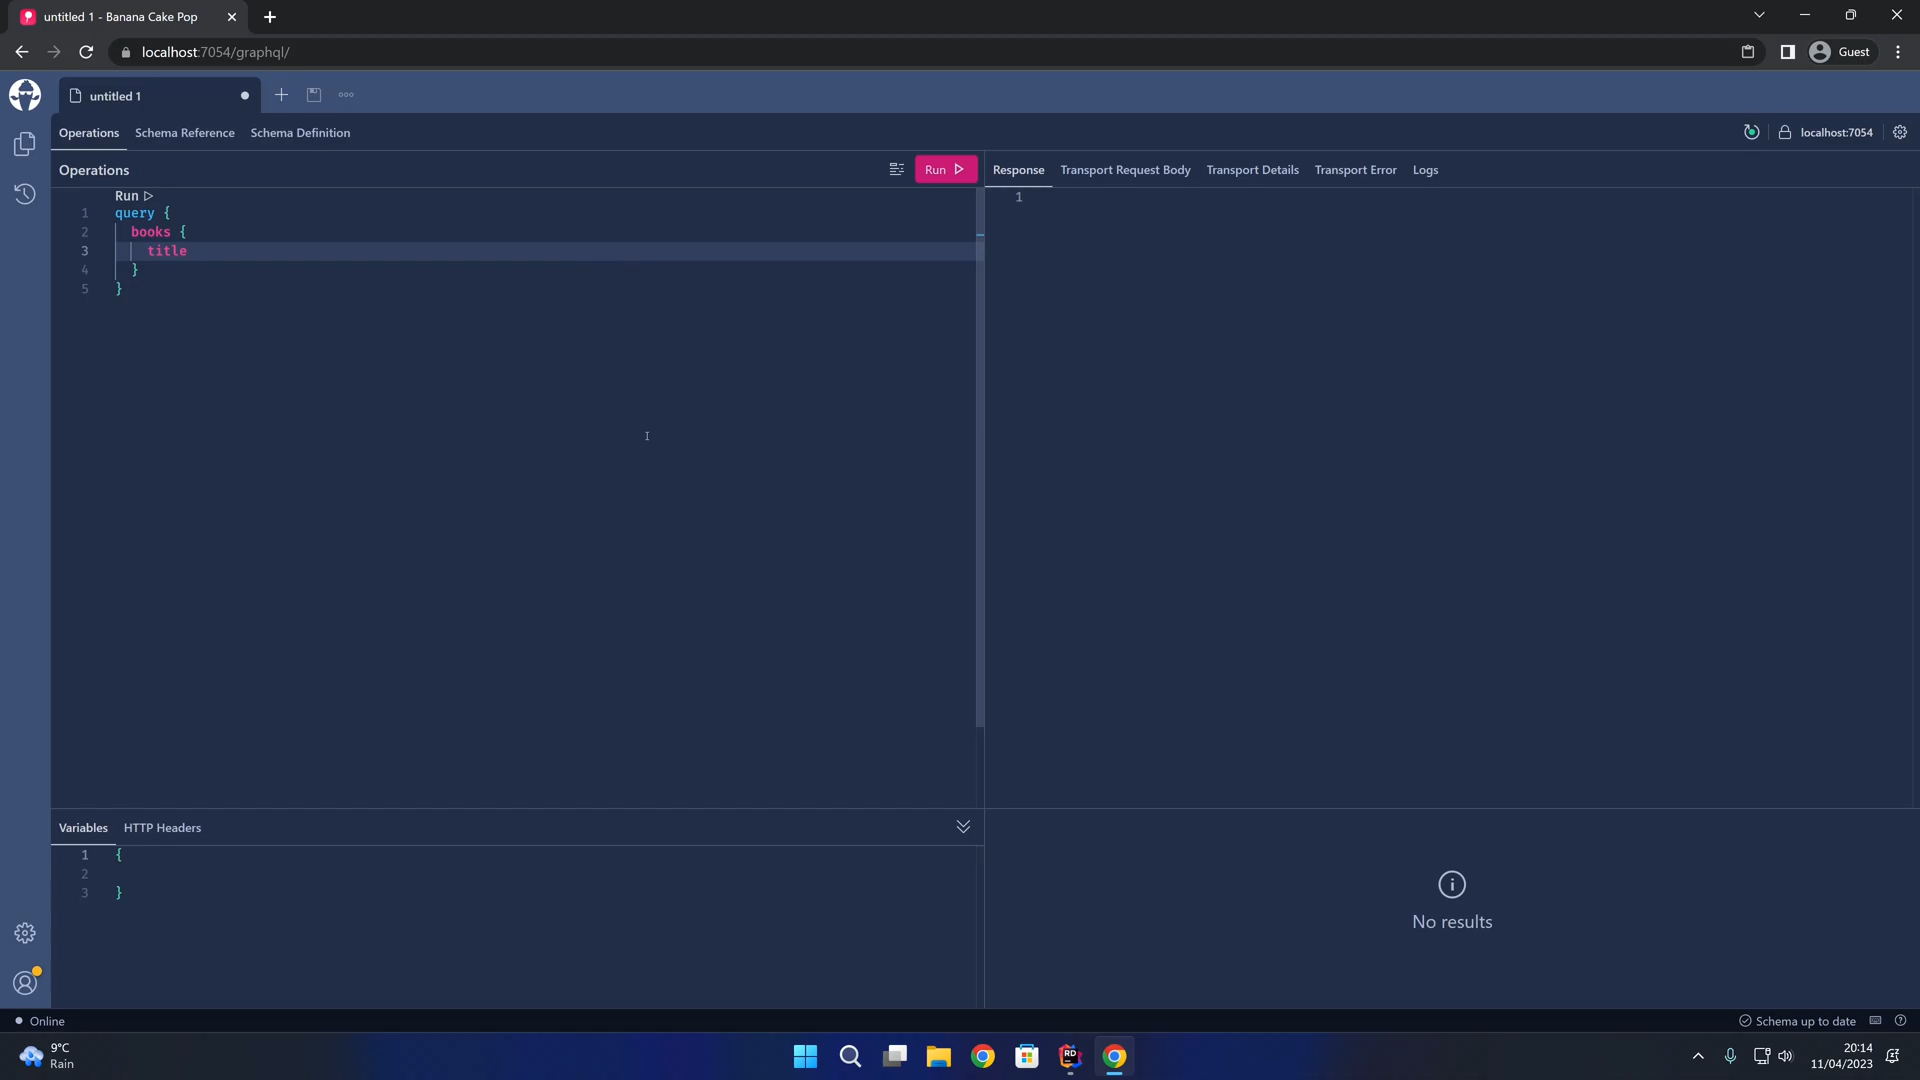 untitled 1 - Banana Cake Pop
localhost:7054/graphql/
Guest
untitled 1
Operations
Schema Reference
Schema Definition
localhost:7054
Operations
Run
Response
Transport Request Body
Transport Details
Transport Error
Logs
Run
1 query {
2 books {
3 title
4 }
5 }
1
Variables
HTTP Headers
1 {
2
3 }
No results
Online
Schema up to date
9°C
Rain
RD
20:14
11/04/2023